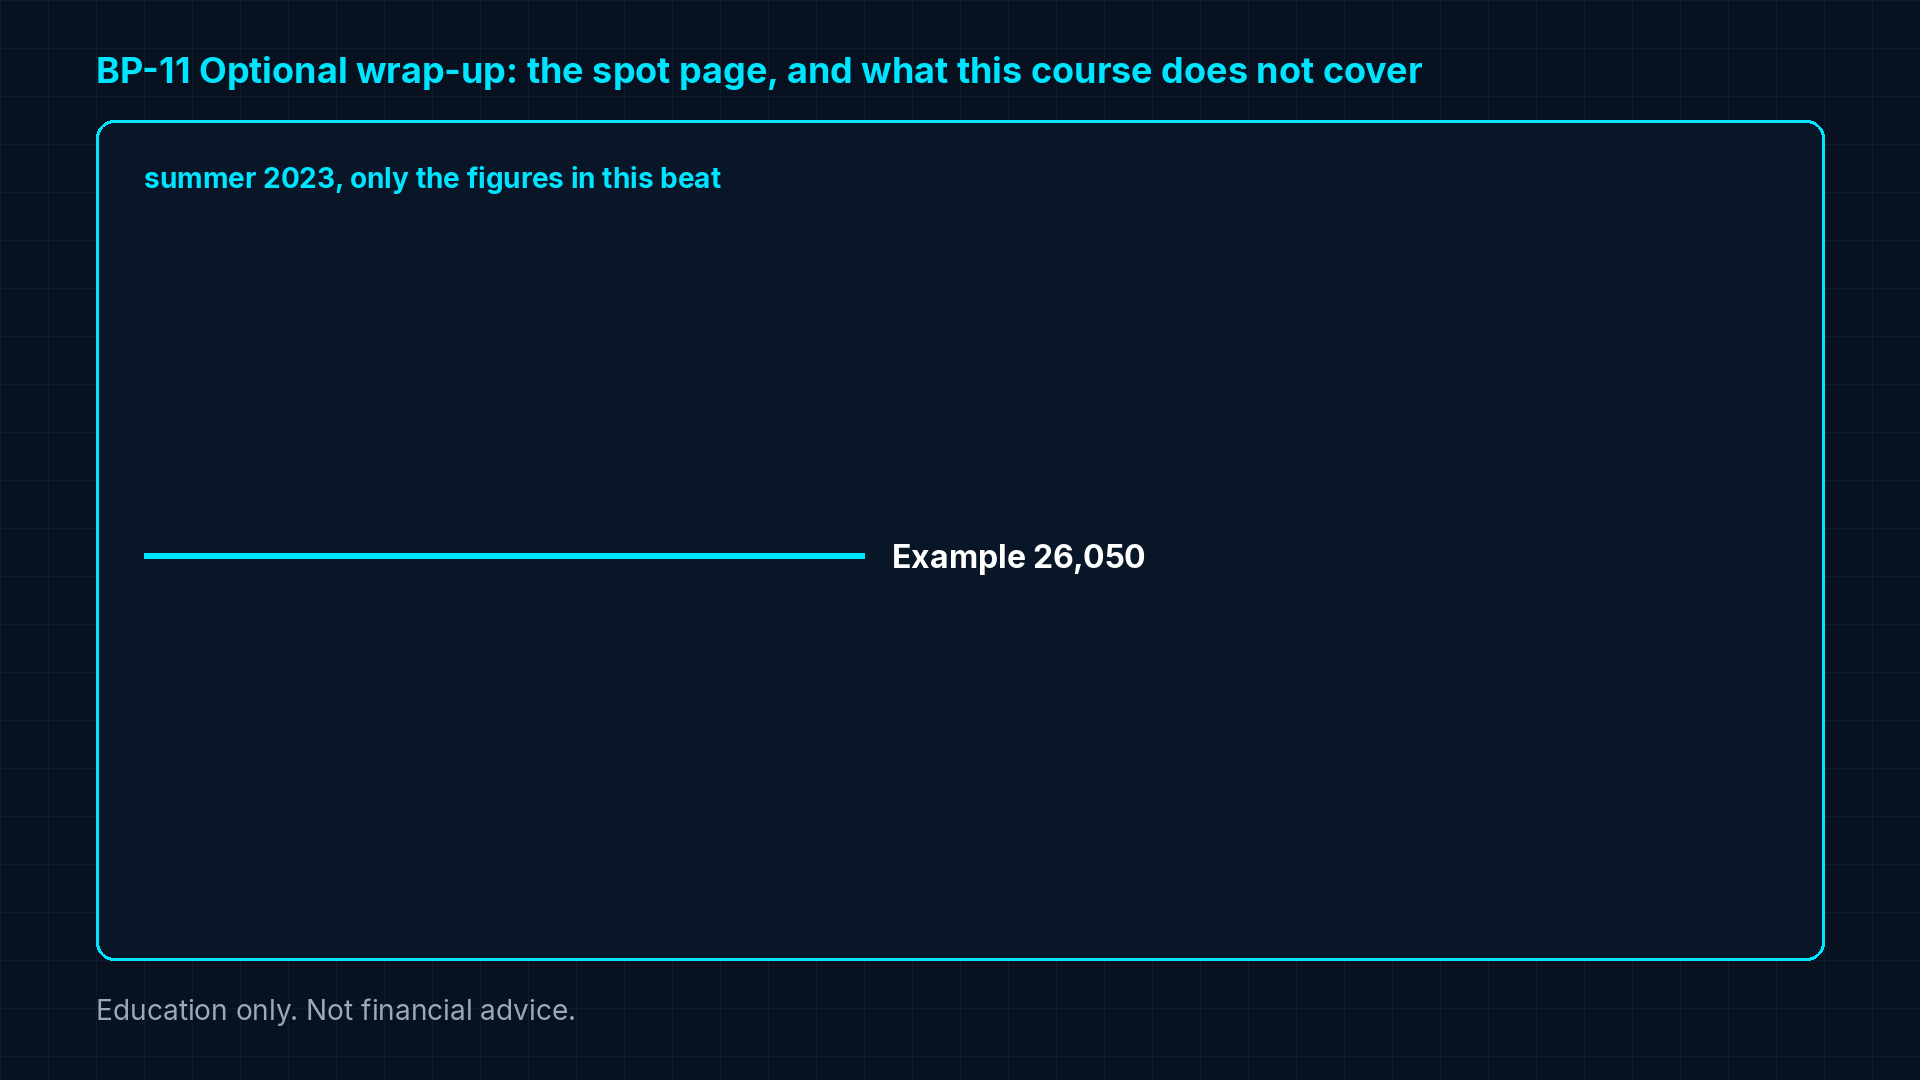 BP-11 Optional wrap-up: the spot page, and what this course does not cover
summer 2023, only the figures in this beat
Example 26,050
Education only. Not financial advice.